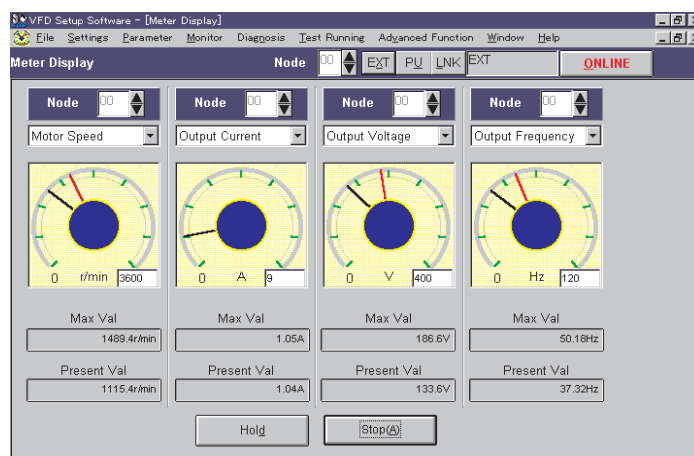 VFD Setup Software - [Meter Display]
File Settings Parameter Monitor Diagnosis Test Running Advanced Function Window Help
Meter Display Node 00 EXT PU LNK EXT ONLINE
Node 00 Node 00 Node 00 Node 00
Motor Speed Output Current Output Voltage Output Frequency
0 r/min 3600 0 A 9 0 V 400 0 Hz 120
Max Val Max Val Max Val Max Val
1489.4r/min 1.05A 186.6V 50.18Hz
Present Val Present Val Present Val Present Val
1115.4r/min 1.04A 133.6V 37.32Hz
Hold Stop(A)